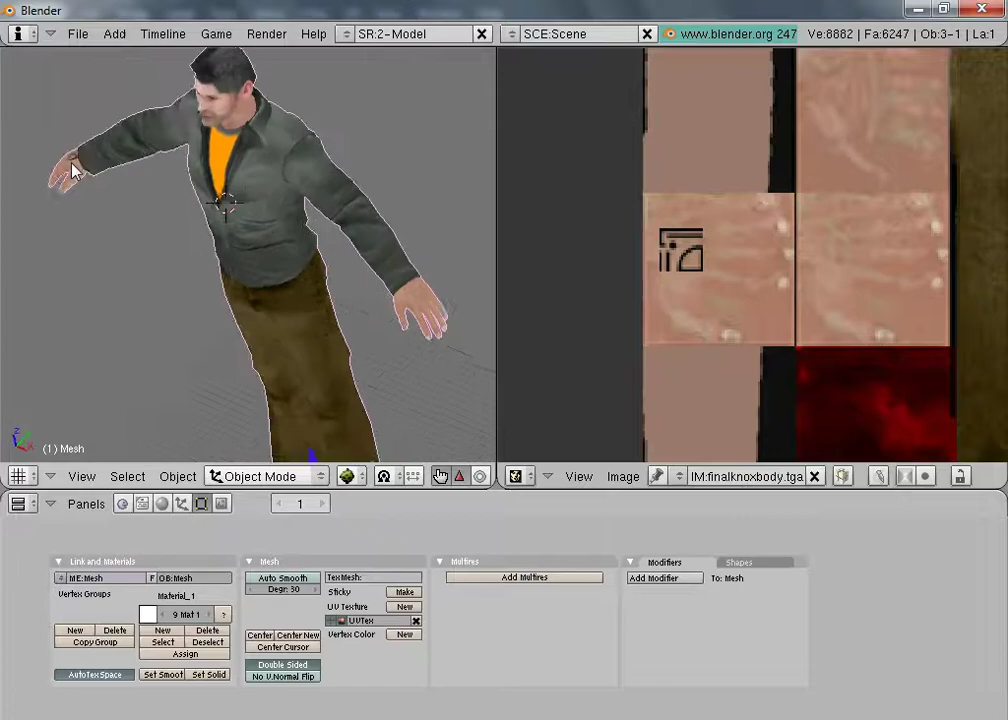 Blender
File Add Timeline Game Render Help SR:2-Model SCE:Scene www.blender.org 247 Ve:8882 | Fa:6247 | Ob:3-1 | La:1
(1) Mesh
View Select Object Object Mode View Image IM:finalknoxbody.tga
Panels 1
Link and Materials Mesh Multires Modifiers Shapes
ME:Mesh F OB:Mesh Auto Smooth TexMesh: Add Multires Add Modifier To: Mesh
Degr: 30 Sticky Make
Vertex Groups Material_1
UV Texture New
9 Mat 1 ?
UVTex
New Delete New Delete Center Center New Vertex Color New
Copy Group Select Deselect Center Cursor
Assign
Double Sided
AutoTexSpace Set Smoot Set Solid No V.Normal Flip